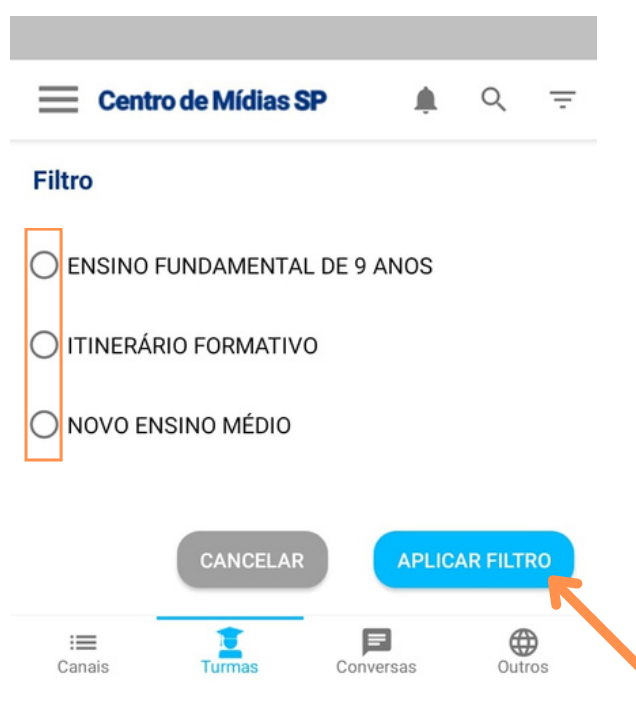 Centro de Mídias SP
Filtro
ENSINO FUNDAMENTAL DE 9 ANOS
ITINERÁRIO FORMATIVO
NOVO ENSINO MÉDIO
CANCELAR APLICAR FILTRO
Canais Turmas Conversas Outros